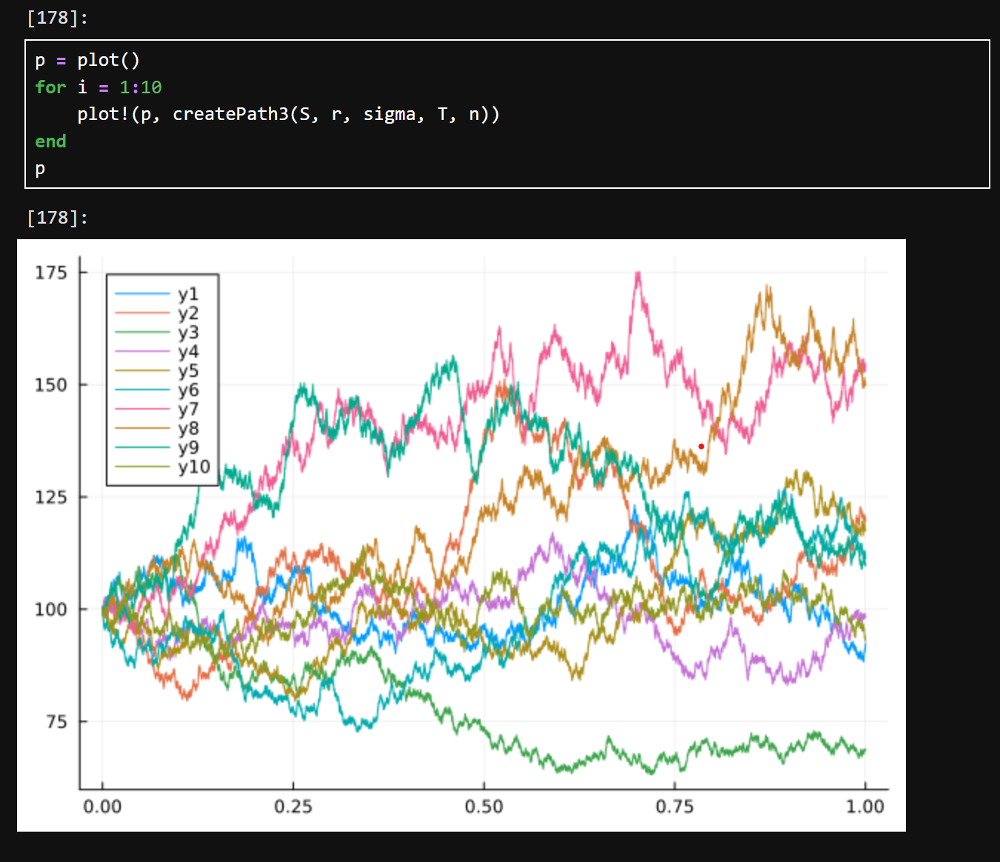 [178]:
p = plot()
for i = 1:10
    plot!(p, createPath3(S, r, sigma, T, n))
end
p
[178]:
175
150
125
100
75
y1
y2
y3
y4
y5
y6
y7
y8
y9
y10
0.00 0.25 0.50 0.75 1.00